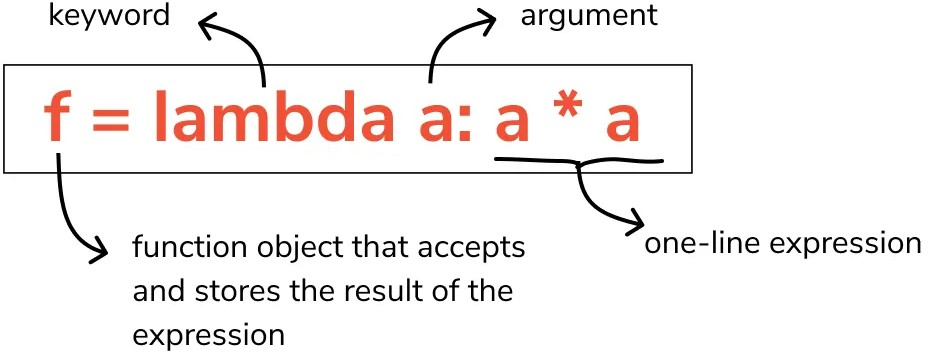 keyword
argument
f = lambda a: a * a
function object that accepts
and stores the result of the
expression
one-line expression